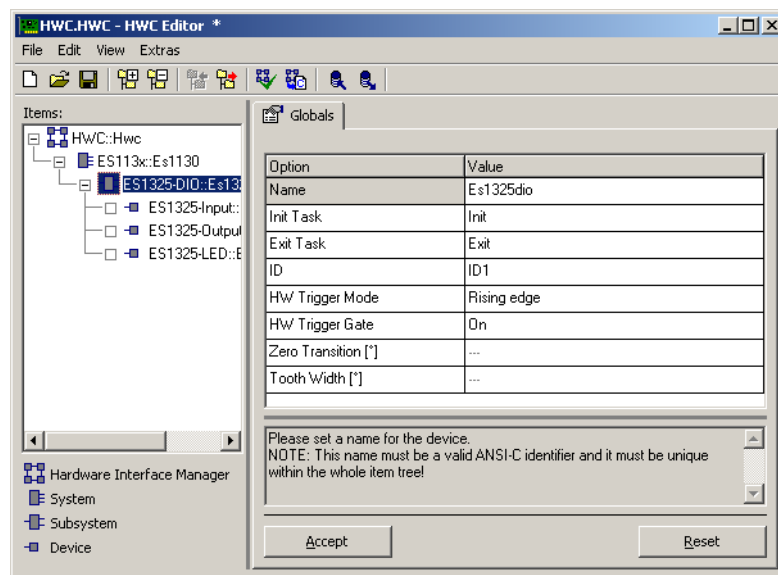 HWC.HWC - HWC Editor *
File Edit View Extras
Items:
HWC::Hwc
ES113x::Es1130
ES1325-DIO::Es13
ES1325-Input::
ES1325-Outpu
ES1325-LED::E
Hardware Interface Manager
System
Subsystem
Device
Globals
Option Value
Name Es1325dio
Init Task Init
Exit Task Exit
ID ID1
HW Trigger Mode Rising edge
HW Trigger Gate On
Zero Transition [°] ---
Tooth Width [°] ---
Please set a name for the device.
NOTE: This name must be a valid ANSI-C identifier and it must be unique
within the whole item tree!
Accept Reset